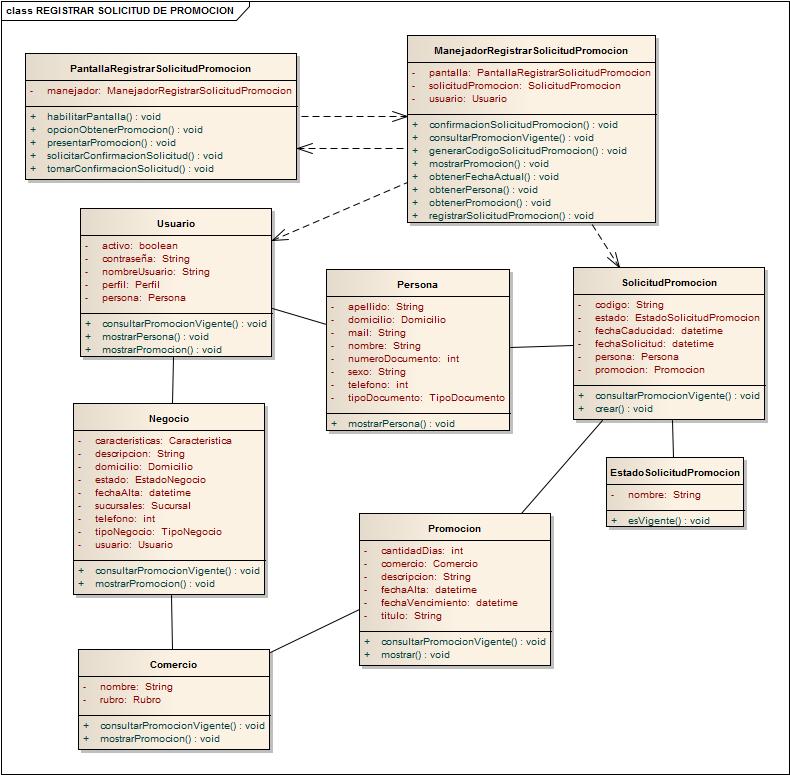 class REGISTRAR SOLICITUD DE PROMOCION
PantallaRegistrarSolicitudPromocion
- manejador: ManejadorRegistrarSolicitudPromocion
+ habilitarPantalla() : void
+ opcionObtenerPromocion() : void
+ presentarPromocion() : void
+ solicitarConfirmacionSolicitud() : void
+ tomarConfirmacionSolicitud() : void
ManejadorRegistrarSolicitudPromocion
- pantalla: PantallaRegistrarSolicitudPromocion
- solicitudPromocion: SolicitudPromocion
- usuario: Usuario
+ confirmacionSolicitudPromocion() : void
+ consultarPromocionVigente() : void
+ generarCodigoSolicitudPromocion() : void
+ mostrarPromocion() : void
+ obtenerFechaActual() : void
+ obtenerPersona() : void
+ obtenerPromocion() : void
+ registrarSolicitudPromocion() : void
Usuario
- activo: boolean
- contraseña: String
- nombreUsuario: String
- perfil: Perfil
- persona: Persona
+ consultarPromocionVigente() : void
+ mostrarPersona() : void
+ mostrarPromocion() : void
Persona
- apellido: String
- domicilio: Domicilio
- mail: String
- nombre: String
- numeroDocumento: int
- sexo: String
- telefono: int
- tipoDocumento: TipoDocumento
+ mostrarPersona() : void
SolicitudPromocion
- codigo: String
- estado: EstadoSolicitudPromocion
- fechaCaducidad: datetime
- fechaSolicitud: datetime
- persona: Persona
- promocion: Promocion
+ consultarPromocionVigente() : void
+ crear() : void
Negocio
- caracteristicas: Caracteristica
- descripcion: String
- domicilio: Domicilio
- estado: EstadoNegocio
- fechaAlta: datetime
- sucursales: Sucursal
- telefono: int
- tipoNegocio: TipoNegocio
- usuario: Usuario
+ consultarPromocionVigente() : void
+ mostrarPromocion() : void
EstadoSolicitudPromocion
- nombre: String
+ esVigente() : void
Promocion
- cantidadDias: int
- comercio: Comercio
- descripcion: String
- fechaAlta: datetime
- fechaVencimiento: datetime
- titulo: String
+ consultarPromocionVigente() : void
+ mostrar() : void
Comercio
- nombre: String
- rubro: Rubro
+ consultarPromocionVigente() : void
+ mostrarPromocion() : void